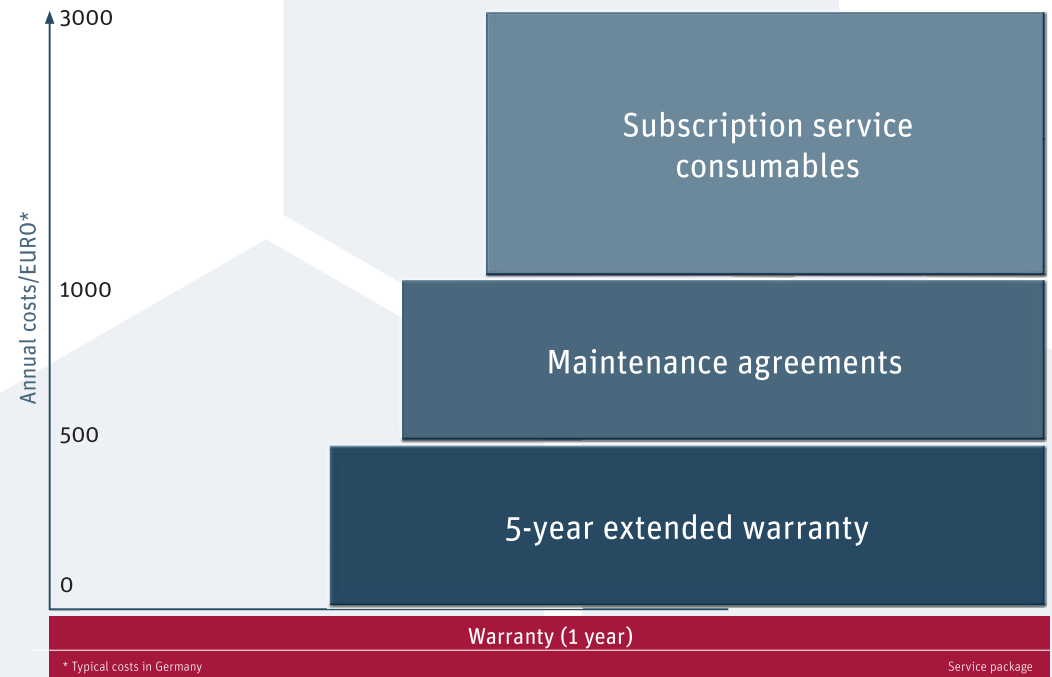 3000
Subscription service
consumables
Annual costs/EURO*
1000
Maintenance agreements
500
5-year extended warranty
0
Warranty (1 year)
* Typical costs in Germany
Service package